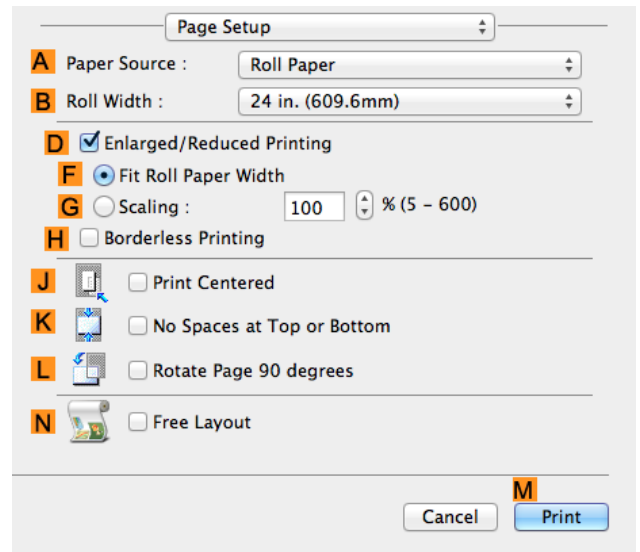 Page Setup
A Paper Source : Roll Paper
B Roll Width : 24 in. (609.6mm)
D Enlarged/Reduced Printing
F Fit Roll Paper Width
G Scaling : 100 % (5 – 600)
H Borderless Printing
J Print Centered
K No Spaces at Top or Bottom
L Rotate Page 90 degrees
N Free Layout
M
Cancel Print